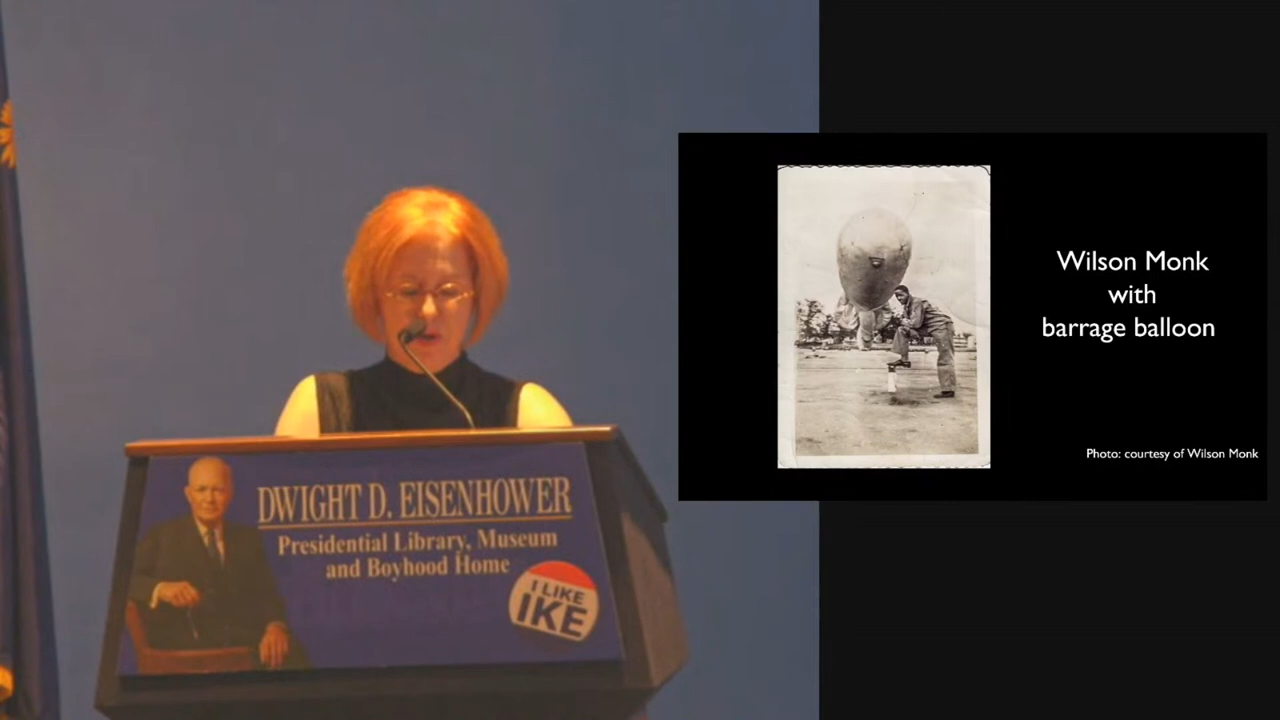 DWIGHT D. EISENHOWER
Presidential Library, Museum
and Boyhood Home
I LIKE
IKE
Wilson Monk
with
barrage balloon
Photo: courtesy of Wilson Monk